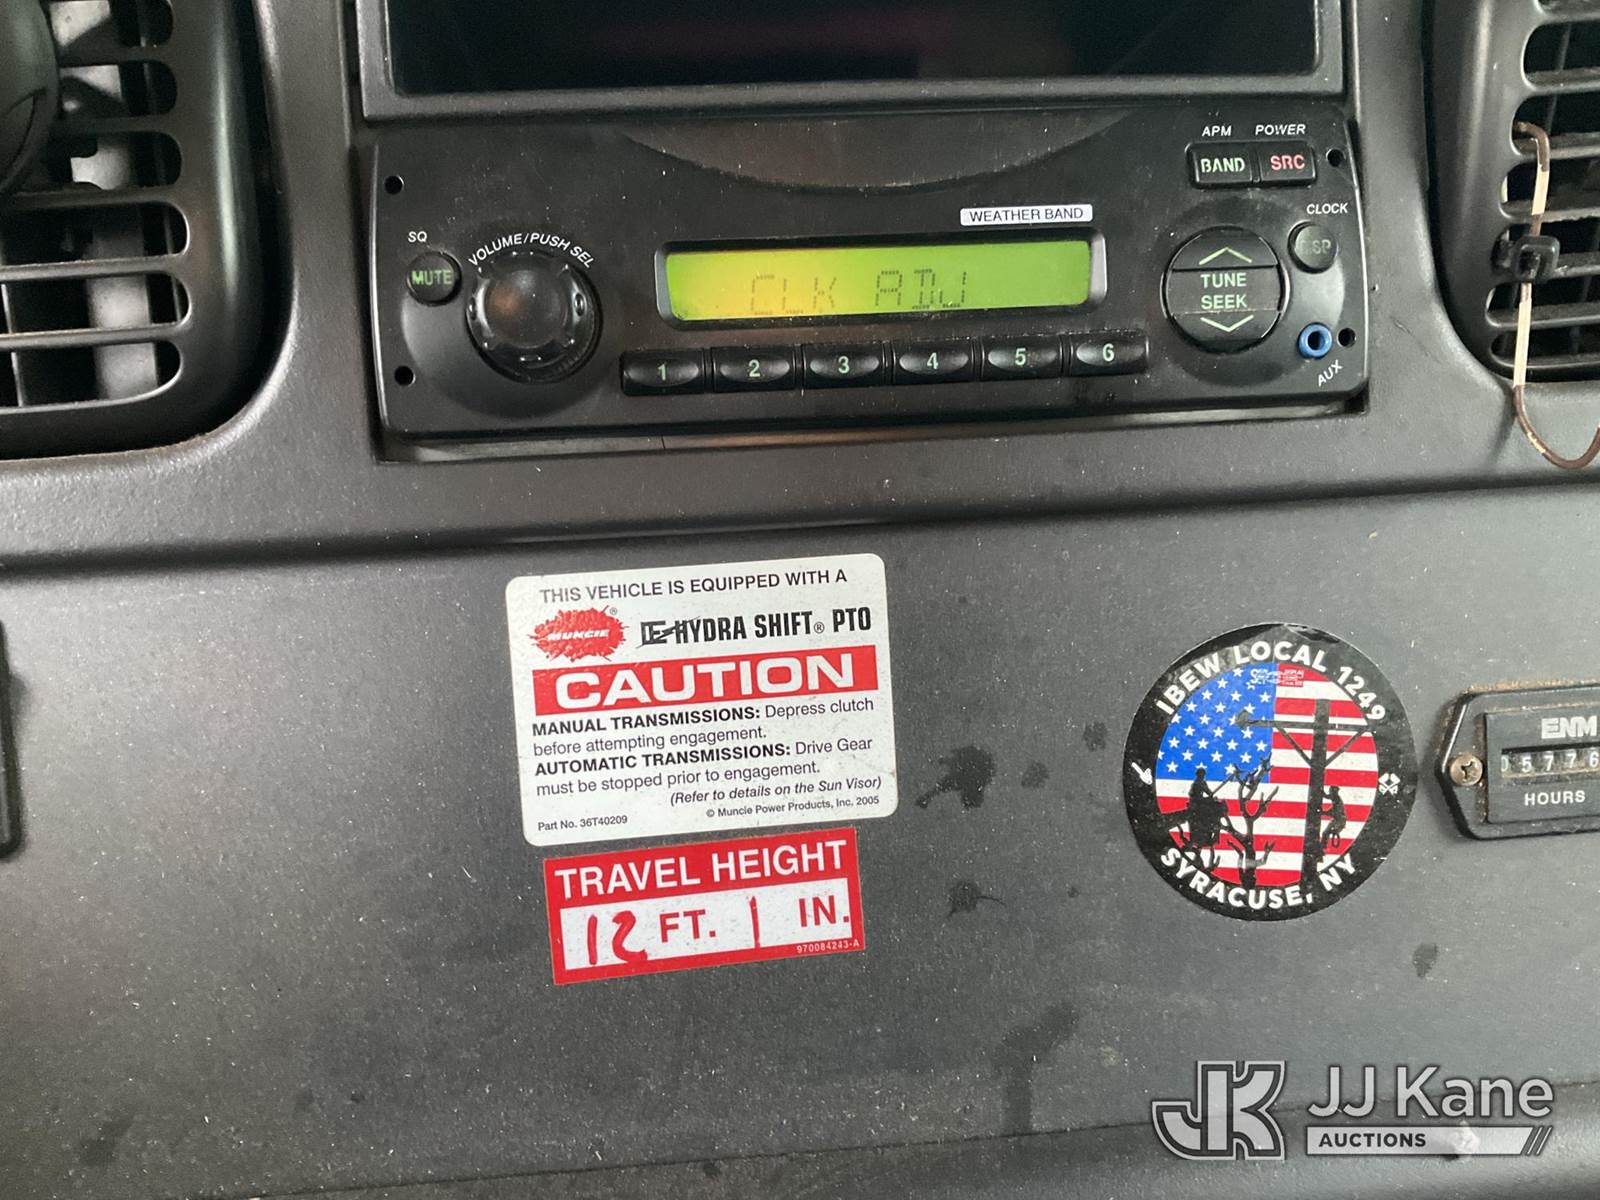 APM POWER
BAND SRC
WEATHER BAND
CLOCK
SQ
VOLUME/PUSH SEL
MUTE
CLK ADJ
DISP
TUNE
SEEK
1 2 3 4 5 6
AUX
THIS VEHICLE IS EQUIPPED WITH A
MUNCIE® E-HYDRA SHIFT® PTO
CAUTION
MANUAL TRANSMISSIONS: Depress clutch
before attempting engagement.
AUTOMATIC TRANSMISSIONS: Drive Gear
must be stopped prior to engagement.
(Refer to details on the Sun Visor)
Part No. 36T40209 © Muncie Power Products, Inc. 2005
TRAVEL HEIGHT
12 FT. 1 IN.
970084243-A
IBEW LOCAL 1249
SYRACUSE, NY
ENM
05776
HOURS
JK JJ Kane
AUCTIONS